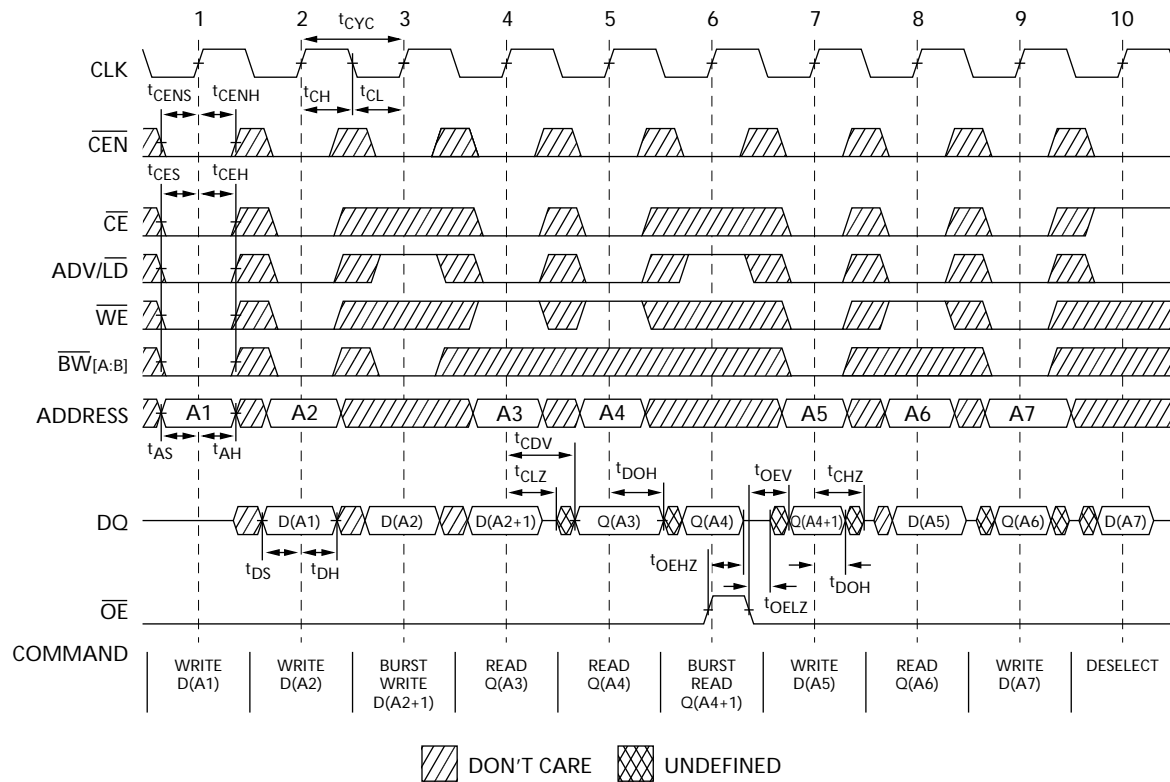 1 2 3 4 5 6 7 8 9 10
tCYC
CLK
tCENS tCENH tCH tCL
CEN
tCES tCEH
CE
ADV/LD
WE
BW[A:B]
ADDRESS A1 A2 A3 A4 A5 A6 A7
tAS tAH tCDV
tCLZ tDOH tOEV tCHZ
DQ D(A1) D(A2) D(A2+1) Q(A3) Q(A4) Q(A4+1) D(A5) Q(A6) D(A7)
tDS tDH tOEHZ tDOH
tOELZ
OE
COMMAND
WRITE D(A1)
WRITE D(A2)
BURST WRITE D(A2+1)
READ Q(A3)
READ Q(A4)
BURST READ Q(A4+1)
WRITE D(A5)
READ Q(A6)
WRITE D(A7)
DESELECT
DON'T CARE UNDEFINED